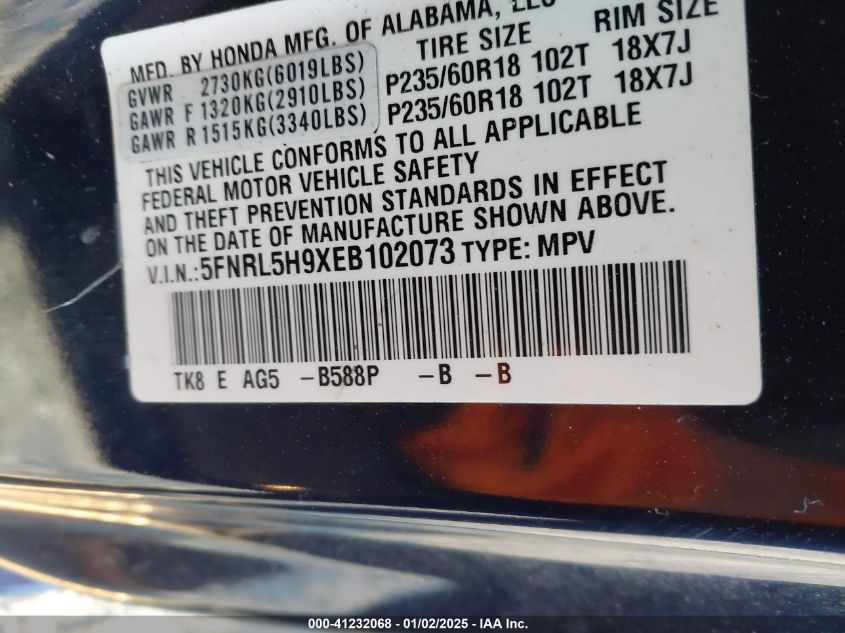 MFD. BY HONDA MFG. OF ALABAMA, LLC
TIRE SIZE RIM SIZE
GVWR 2730KG(6019LBS)
GAWR F 1320KG(2910LBS) P235/60R18 102T 18X7J
GAWR R 1515KG(3340LBS) P235/60R18 102T 18X7J
THIS VEHICLE CONFORMS TO ALL APPLICABLE
FEDERAL MOTOR VEHICLE SAFETY
AND THEFT PREVENTION STANDARDS IN EFFECT
ON THE DATE OF MANUFACTURE SHOWN ABOVE.
V.I.N.:5FNRL5H9XEB102073 TYPE: MPV
TK8 E AG5 -B588P -B -B
000-41232068 - 01/02/2025 - IAA Inc.